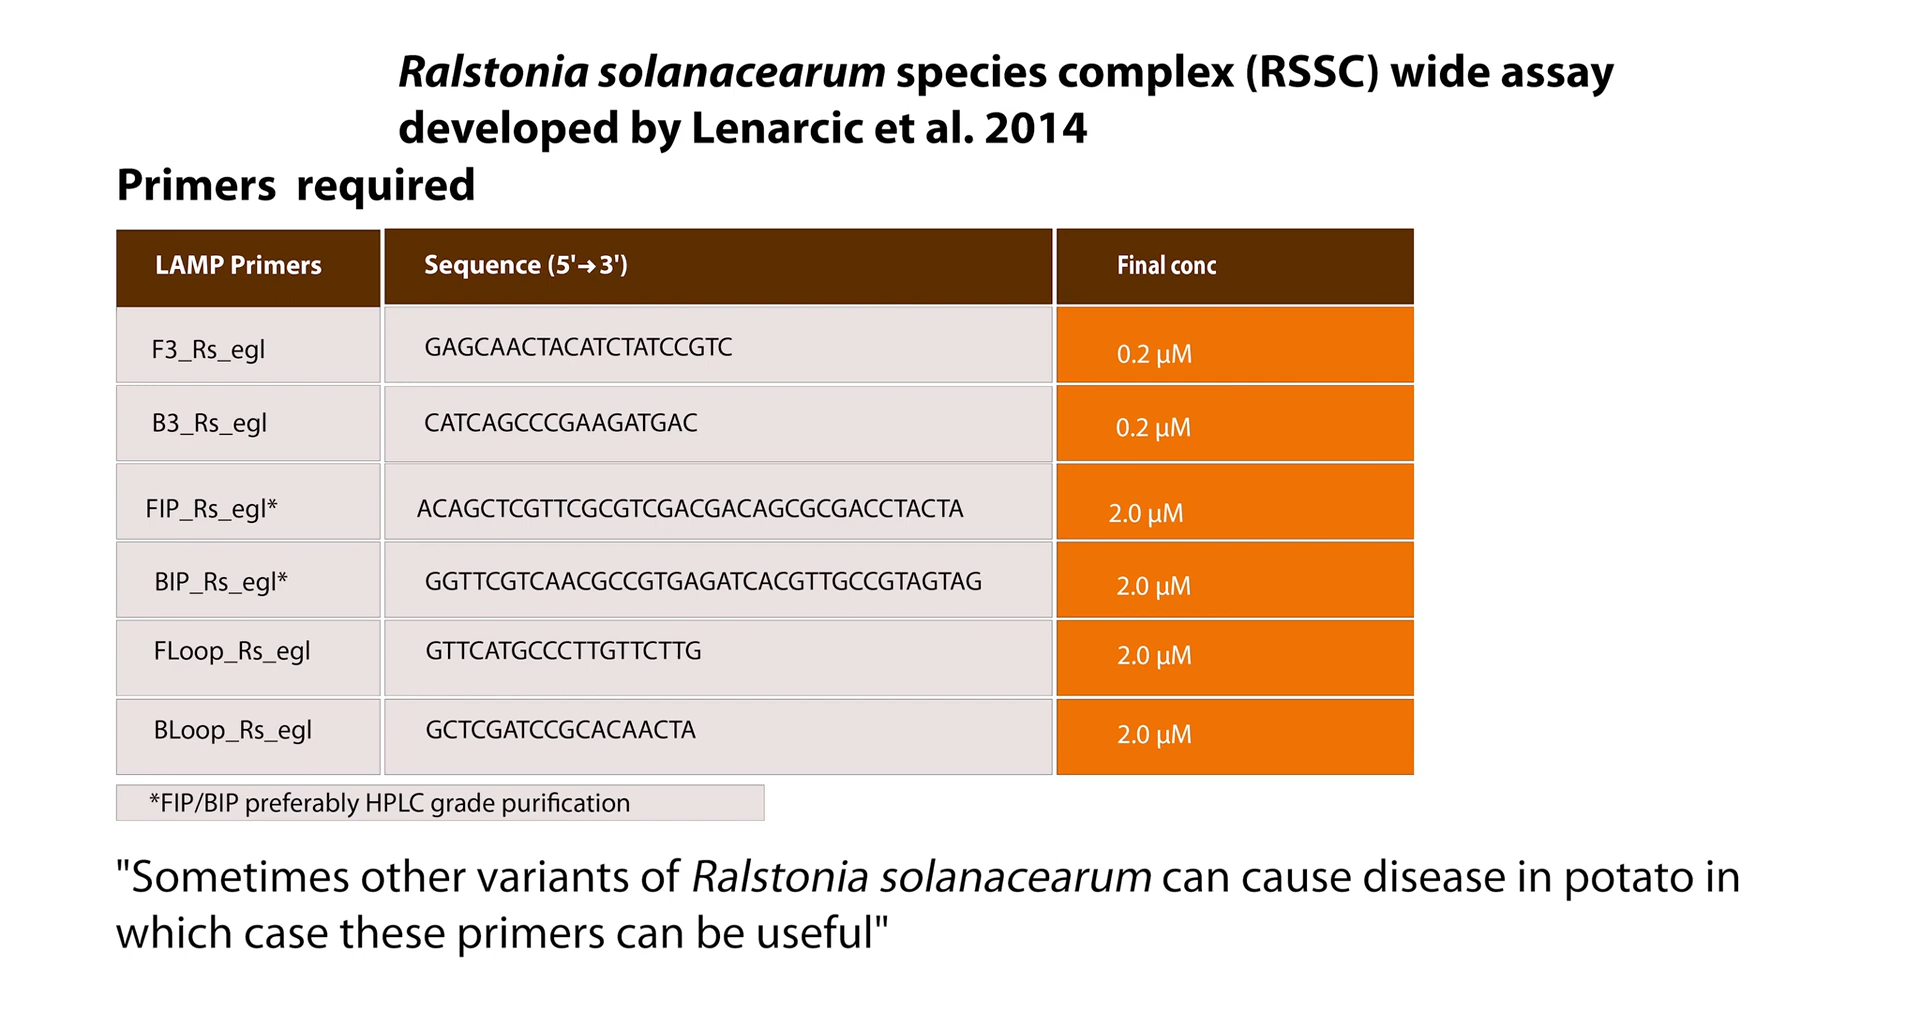 Ralstonia solanacearum species complex (RSSC) wide assay
developed by Lenarcic et al. 2014
Primers required
LAMP Primers Sequence (5'→3') Final conc
F3_Rs_egl GAGCAACTACATCTATCCGTC 0.2 µM
B3_Rs_egl CATCAGCCCGAAGATGAC 0.2 µM
FIP_Rs_egl* ACAGCTCGTTCGCGTCGACGACAGCGCGACCTACTA 2.0 µM
BIP_Rs_egl* GGTTCGTCAACGCCGTGAGATCACGTTGCCGTAGTAG 2.0 µM
FLoop_Rs_egl GTTCATGCCCTTGTTCTTG 2.0 µM
BLoop_Rs_egl GCTCGATCCGCACAACTA 2.0 µM
*FIP/BIP preferably HPLC grade purification
"Sometimes other variants of Ralstonia solanacearum can cause disease in potato in
which case these primers can be useful"